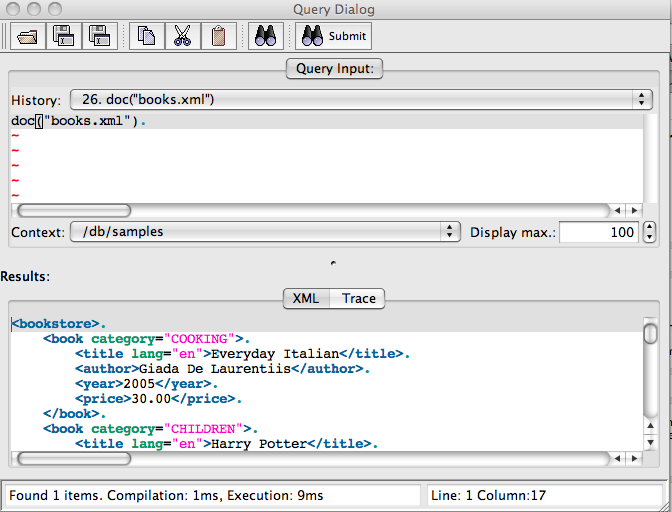 Query Dialog
Submit
Query Input:
History: 26. doc("books.xml")
doc("books.xml").
~
~
~
~
~
Context: /db/samples Display max.: 100
Results:
XML Trace
<bookstore>.
    <book category="COOKING">.
        <title lang="en">Everyday Italian</title>.
        <author>Giada De Laurentiis</author>.
        <year>2005</year>.
        <price>30.00</price>.
    </book>.
    <book category="CHILDREN">.
        <title lang="en">Harry Potter</title>.
Found 1 items. Compilation: 1ms, Execution: 9ms Line: 1 Column:17